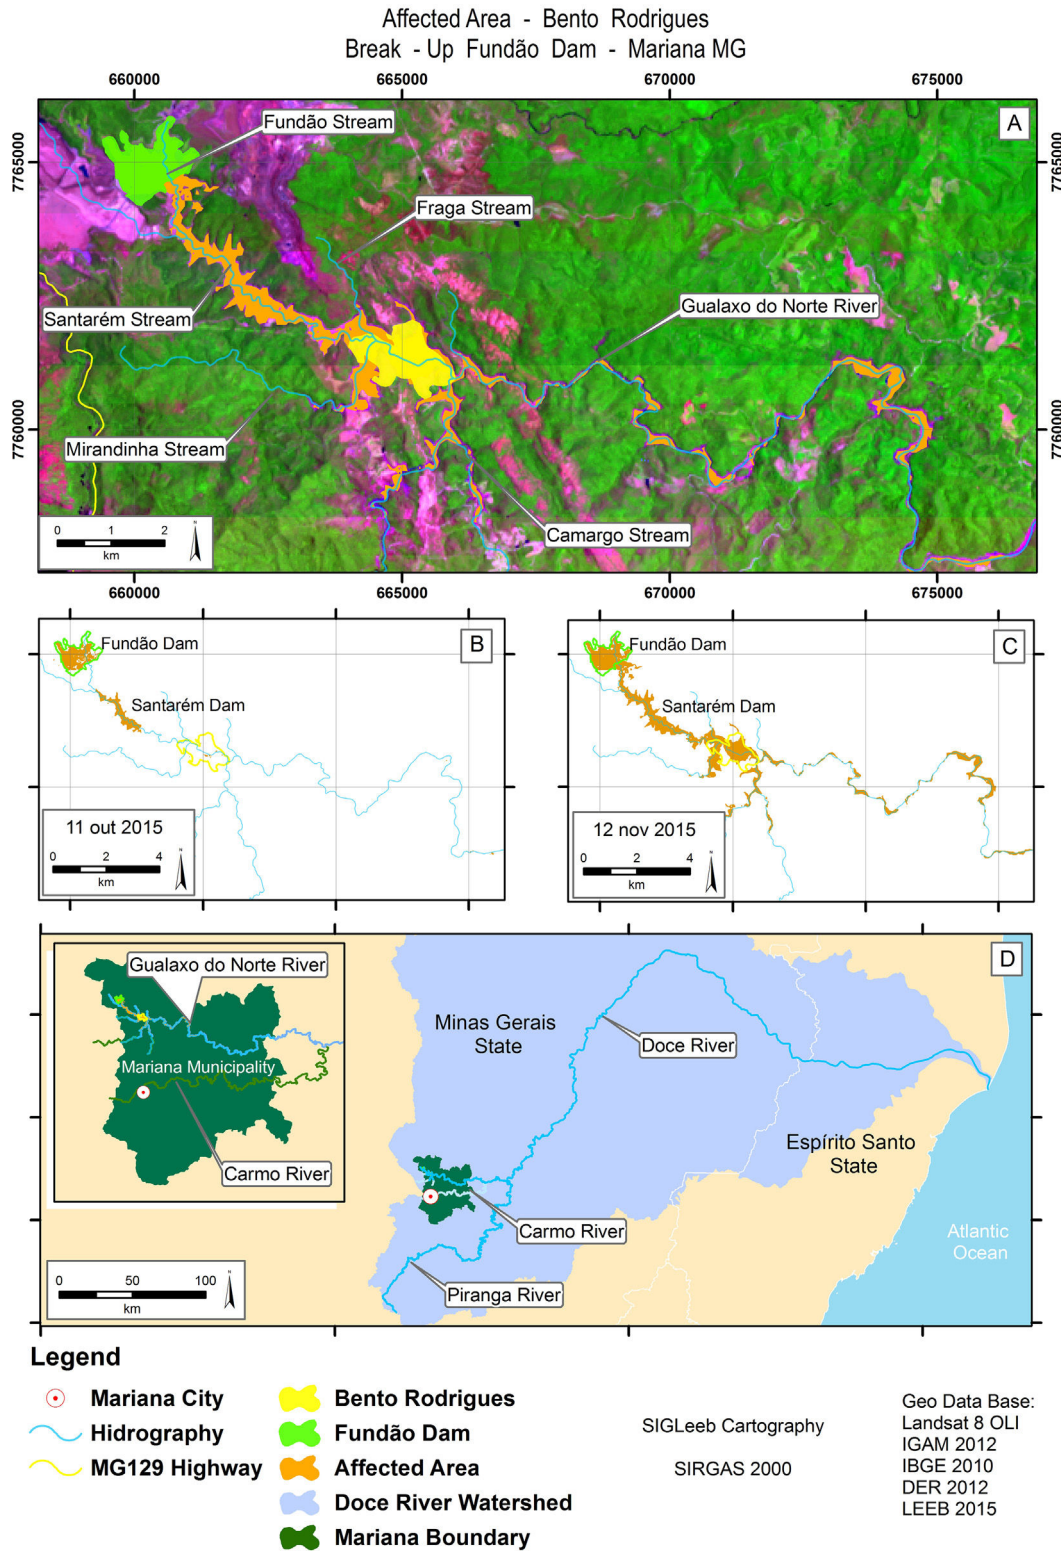 Affected Area - Bento Rodrigues
Break - Up Fundão Dam - Mariana MG
660000 665000 670000 675000
A
Fundão Stream
7765000 7765000
Fraga Stream
Gualaxo do Norte River
Santarém Stream
7760000 7760000
Mirandinha Stream
Camargo Stream
0 1 2
km
N
660000 665000 670000 675000
B
Fundão Dam
Santarém Dam
11 out 2015
0 2 4
km
N
C
Fundão Dam
Santarém Dam
12 nov 2015
0 2 4
km
N
D
Gualaxo do Norte River
Mariana Municipality
Carmo River
Minas Gerais
State
Doce River
Espírito Santo
State
Carmo River
Atlantic
Ocean
Piranga River
0 50 100
km
N
Legend
Mariana City
Hidrography
MG129 Highway
Bento Rodrigues
Fundão Dam
Affected Area
Doce River Watershed
Mariana Boundary
SIGLeeb Cartography
SIRGAS 2000
Geo Data Base:
Landsat 8 OLI
IGAM 2012
IBGE 2010
DER 2012
LEEB 2015